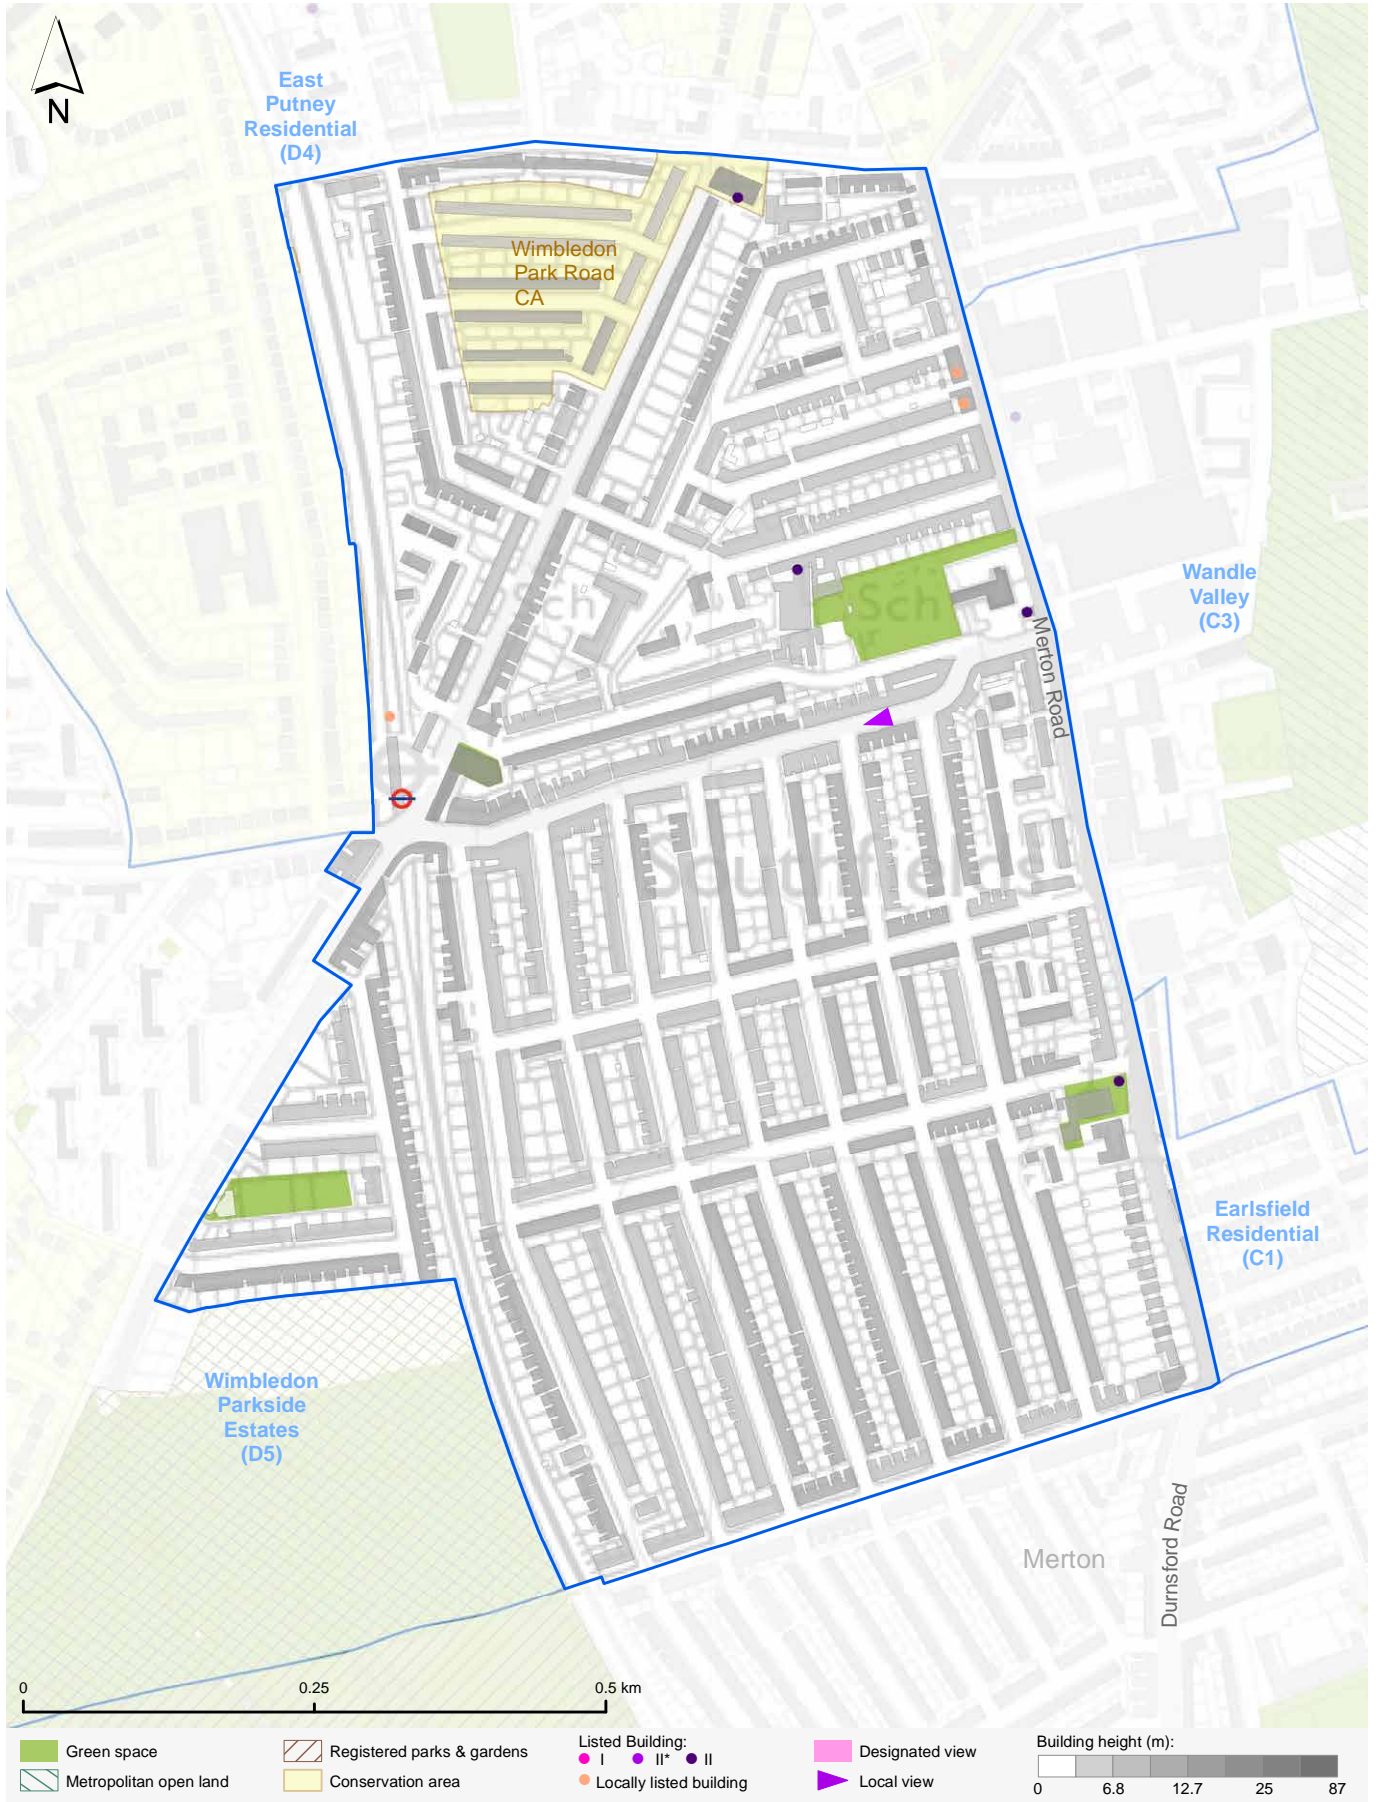 N
East
Putney
Residential
(D4)
Wimbledon
Park Road
CA
Sch
Sch
Wandle
Valley
(C3)
Merton Road
Southfields
Earlsfield
Residential
(C1)
Wimbledon
Parkside
Estates
(D5)
Merton
Durnsford Road
0 0.25 0.5 km
Green space
Metropolitan open land
Registered parks & gardens
Conservation area
Listed Building:
I II* II
Locally listed building
Designated view
Local view
Building height (m):
0 6.8 12.7 25 87